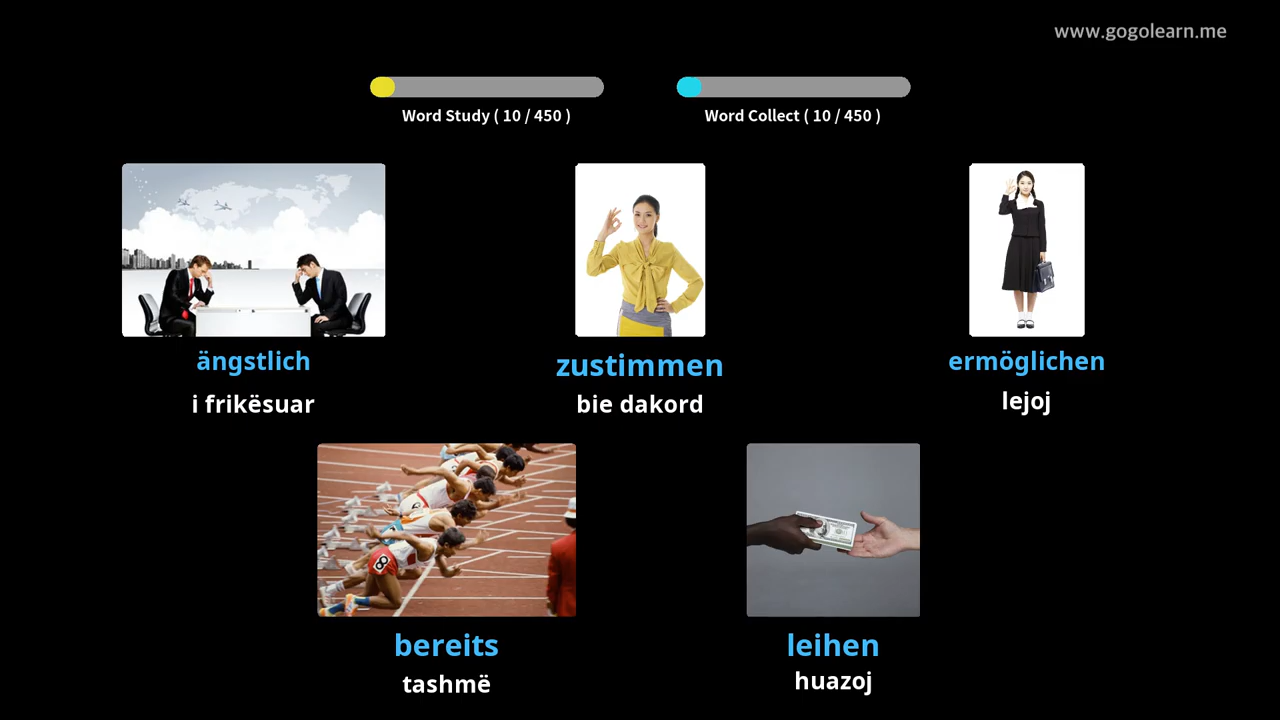 www.gogolearn.me
Word Study ( 10 / 450 )
Word Collect ( 10 / 450 )
ängstlich
i frikësuar
zustimmen
bie dakord
ermöglichen
lejoj
bereits
tashmë
leihen
huazoj